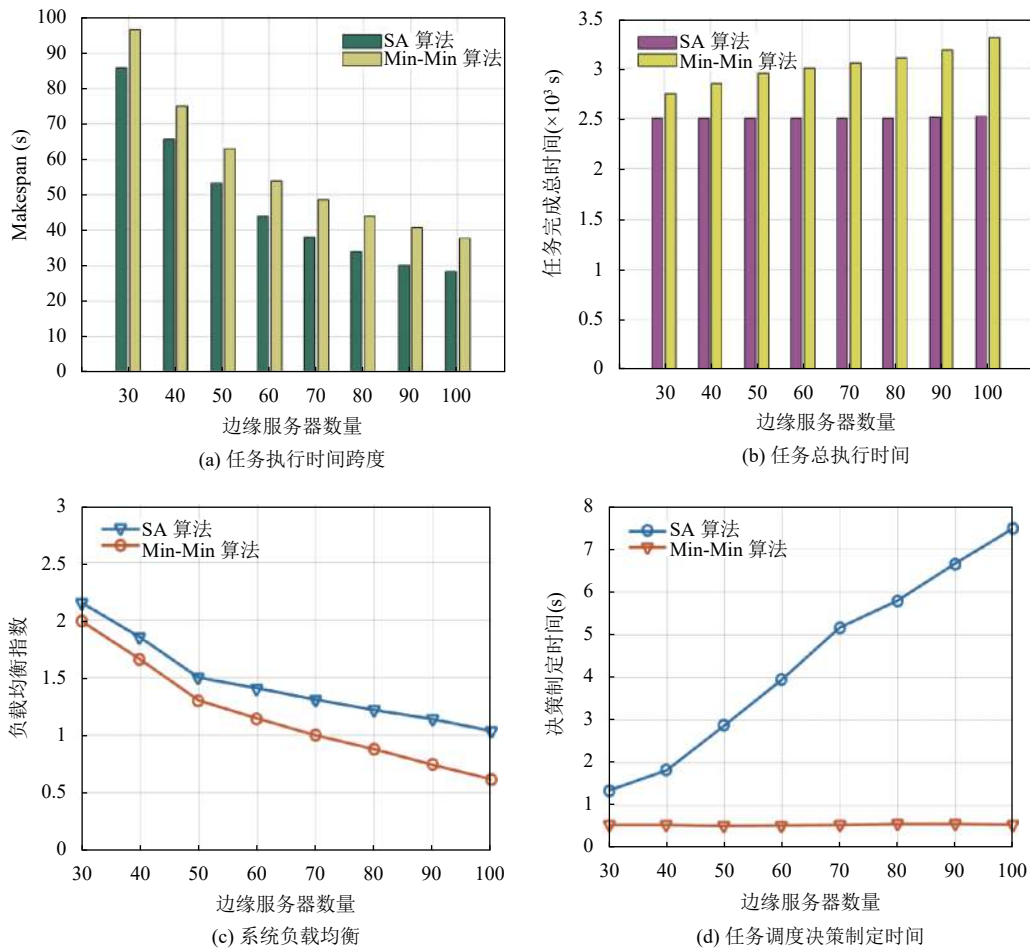 100
90
80
70
60
50
40
30
20
10
0
Makespan (s)
SA 算法
Min-Min 算法
30 40 50 60 70 80 90 100
边缘服务器数量
(a) 任务执行时间跨度
3.5
3
2.5
2
1.5
1
0.5
0
任务完成总时间(×10³ s)
SA 算法
Min-Min 算法
30 40 50 60 70 80 90 100
边缘服务器数量
(b) 任务总执行时间
3
2.5
2
1.5
1
0.5
0
负载均衡指数
SA 算法
Min-Min 算法
30 40 50 60 70 80 90 100
边缘服务器数量
(c) 系统负载均衡
8
7
6
5
4
3
2
1
0
决策制定时间(s)
SA 算法
Min-Min 算法
30 40 50 60 70 80 90 100
边缘服务器数量
(d) 任务调度决策制定时间